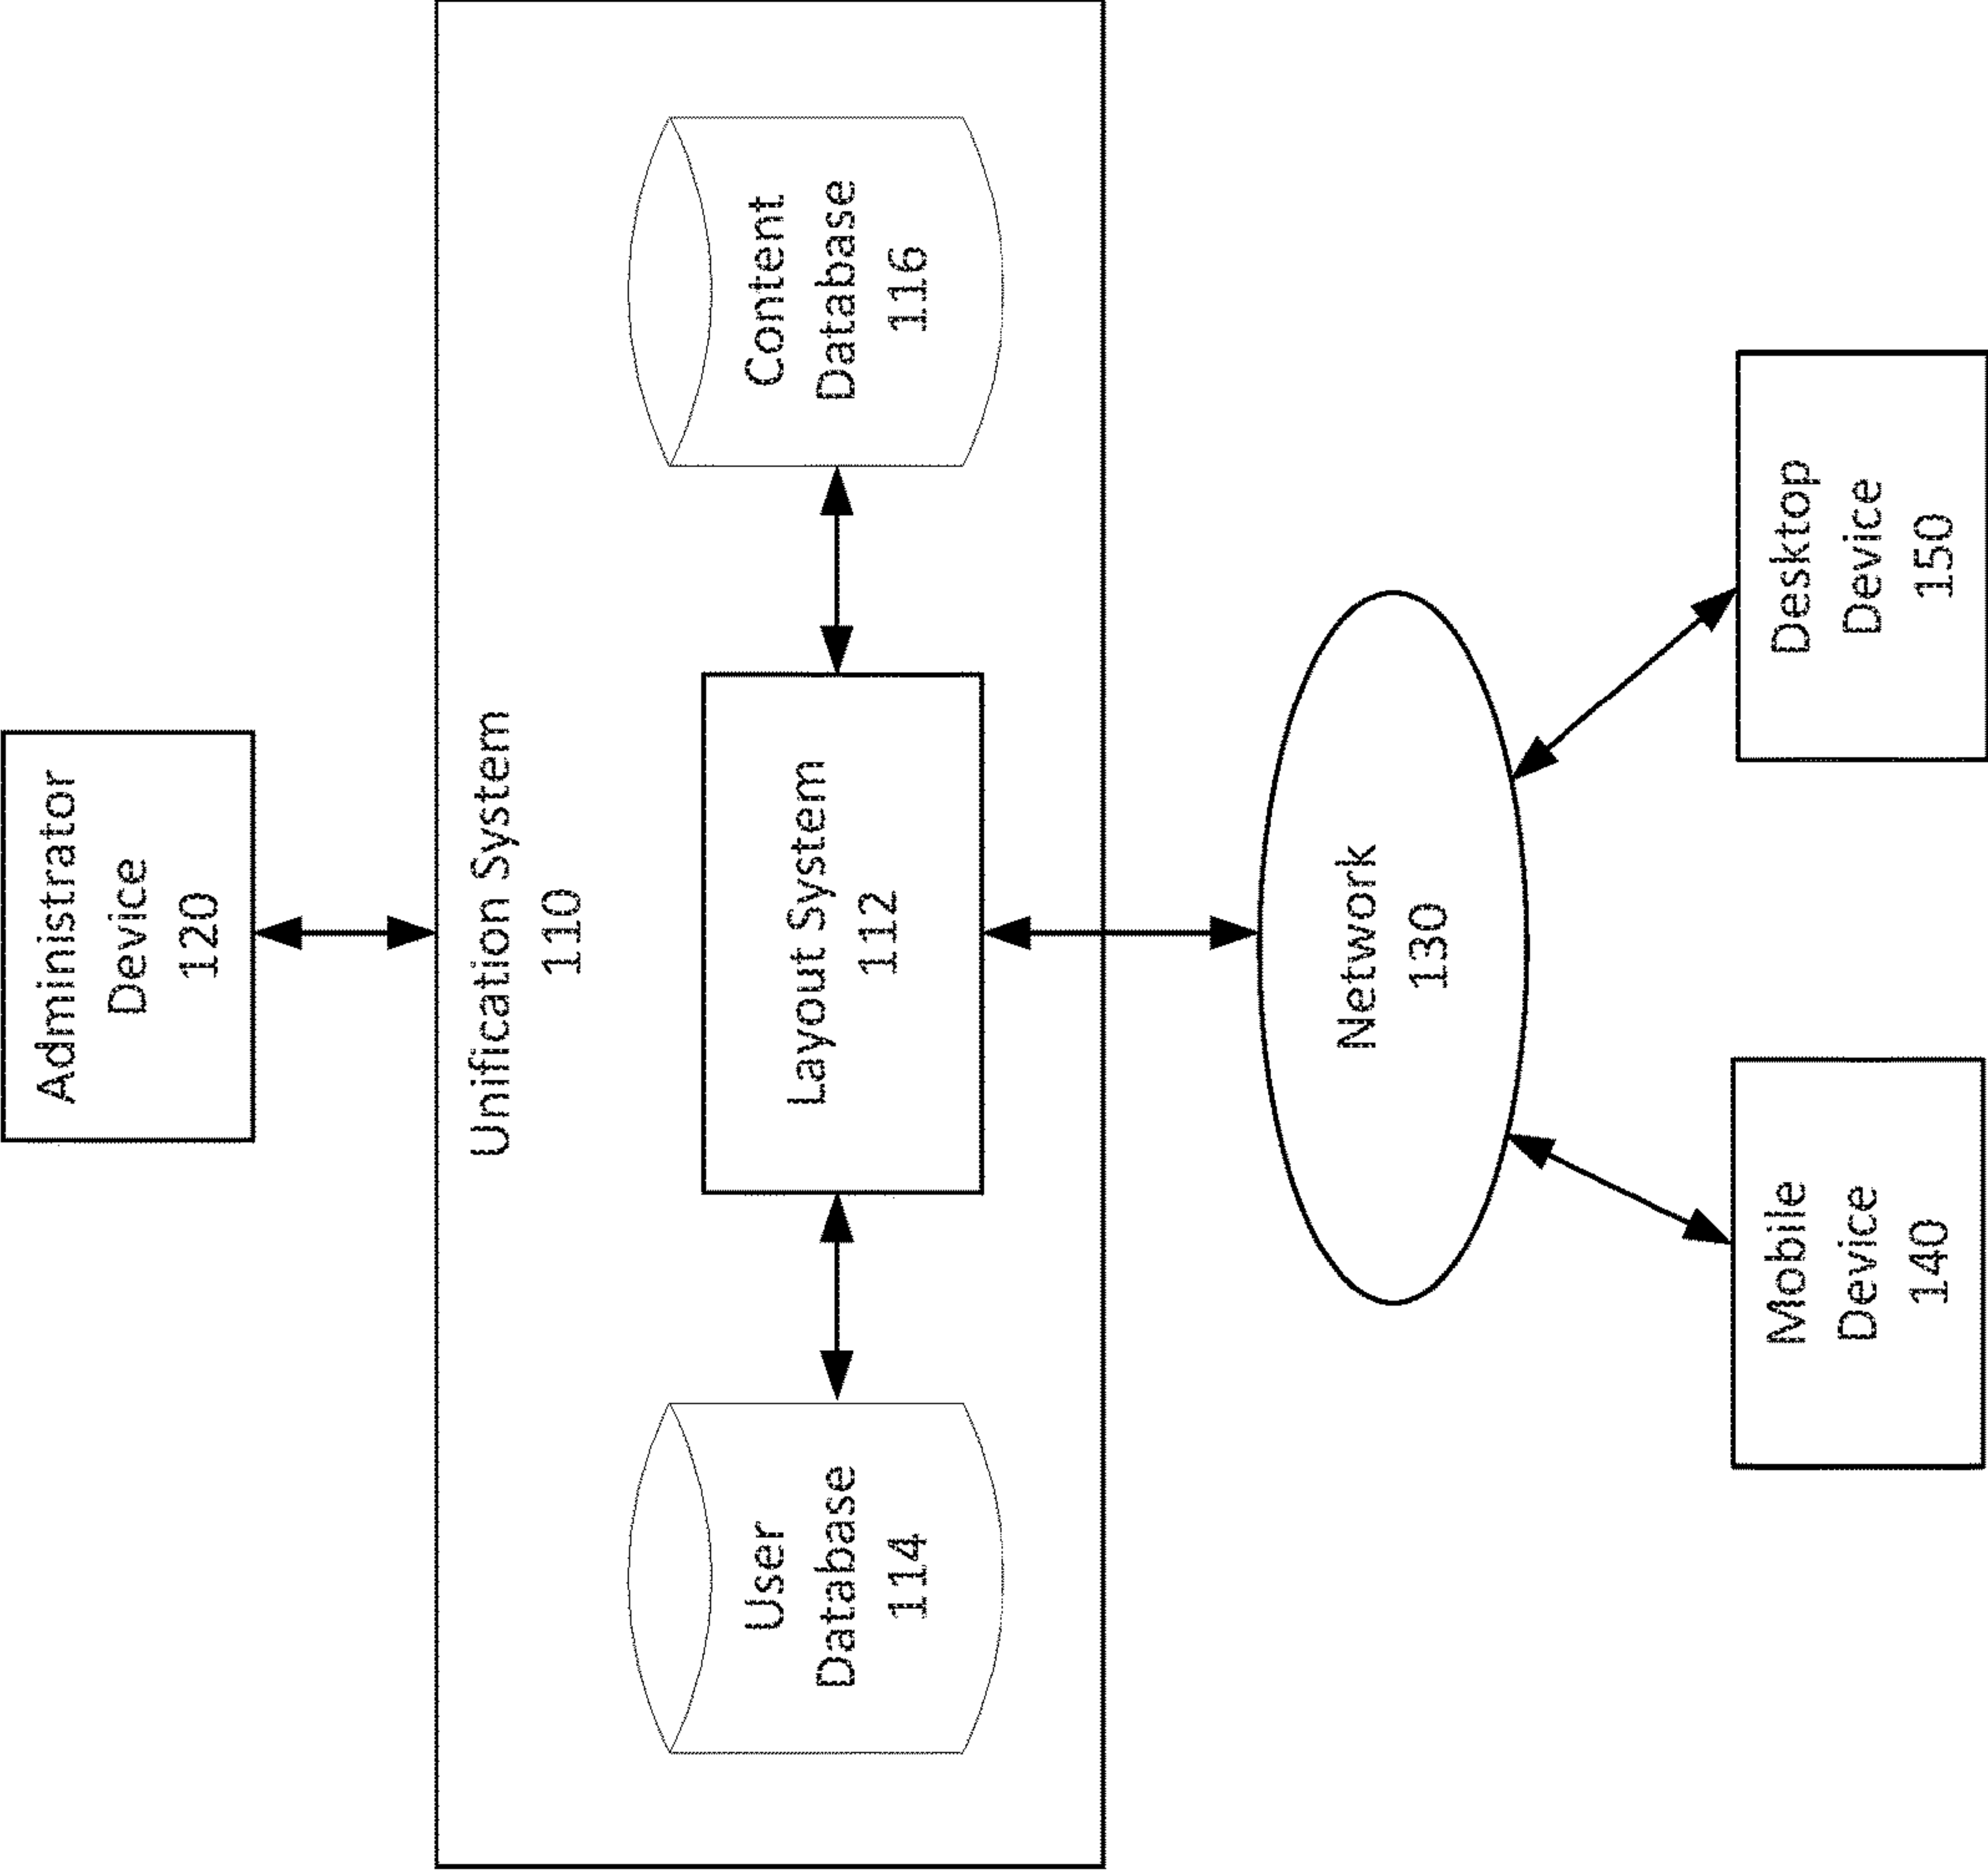 Administrator
Device
120
Unification System
110
User
Database
114
Layout System
112
Content
Database
116
Network
130
Mobile
Device
140
Desktop
Device
150